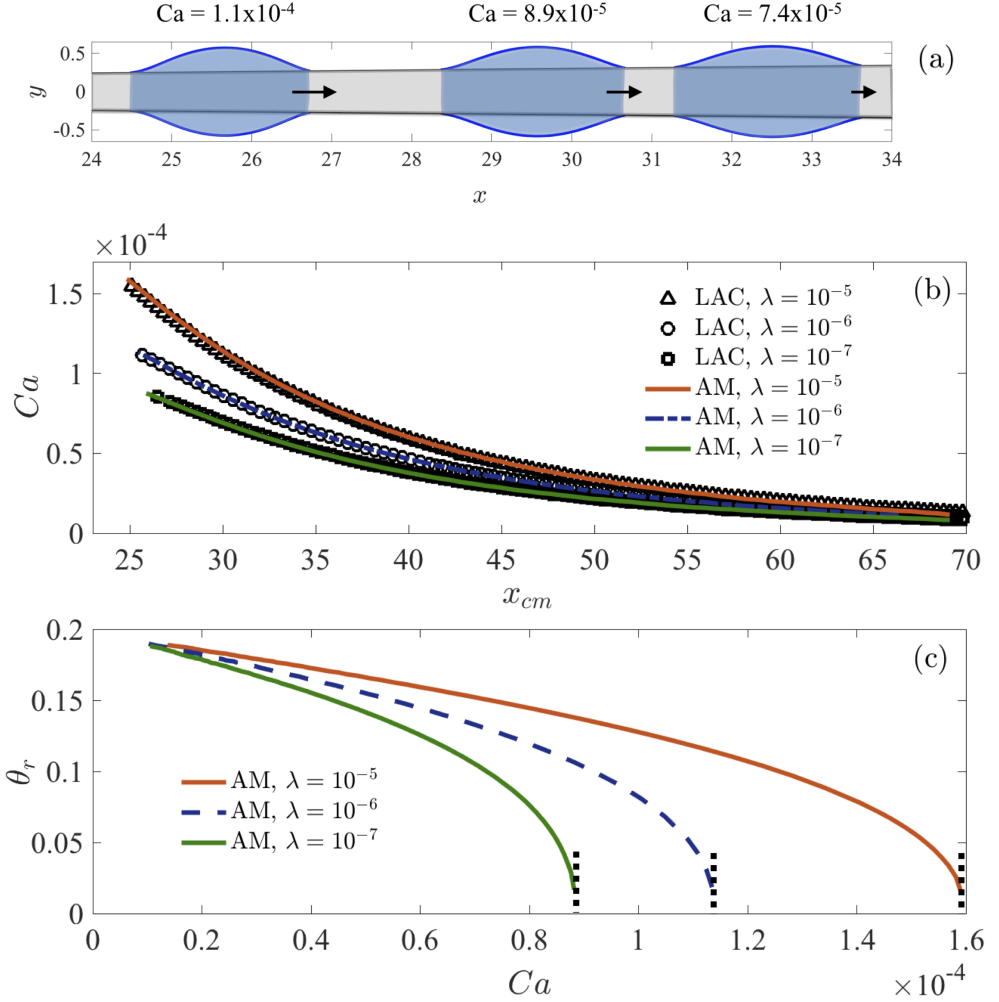 Ca = 1.1x10-4 Ca = 8.9x10-5 Ca = 7.4x10-5
(a)
0.5
0
-0.5
y
24 25 26 27 28 29 30 31 32 33 34
x
×10-4
(b)
1.5
1
0.5
0
Ca
LAC, λ = 10−5
LAC, λ = 10−6
LAC, λ = 10−7
AM, λ = 10−5
AM, λ = 10−6
AM, λ = 10−7
25 30 35 40 45 50 55 60 65 70
xcm
(c)
0.2
0.15
0.1
0.05
0
θr
AM, λ = 10−5
AM, λ = 10−6
AM, λ = 10−7
0 0.2 0.4 0.6 0.8 1 1.2 1.4 1.6
Ca
×10-4